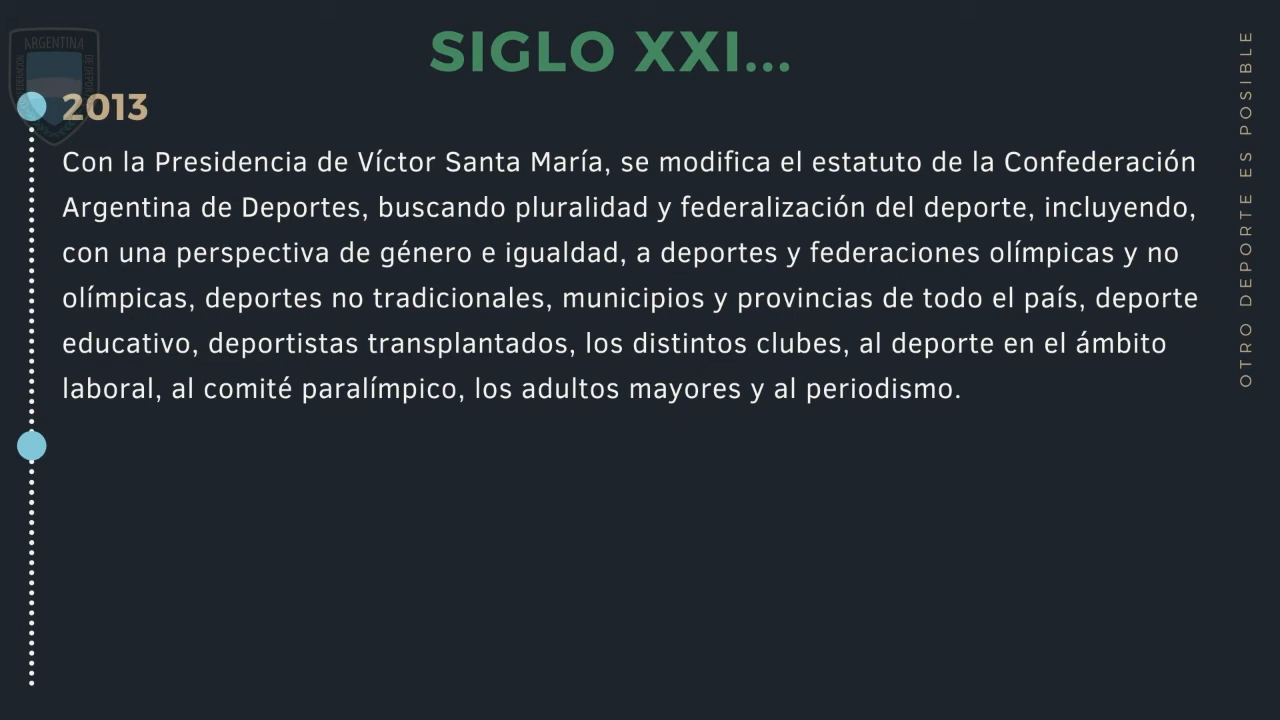 ARGENTINA
SIGLO XXI...
2013
Con la Presidencia de Víctor Santa María, se modifica el estatuto de la Confederación
Argentina de Deportes, buscando pluralidad y federalización del deporte, incluyendo,
con una perspectiva de género e igualdad, a deportes y federaciones olímpicas y no
olímpicas, deportes no tradicionales, municipios y provincias de todo el país, deporte
educativo, deportistas transplantados, los distintos clubes, al deporte en el ámbito
laboral, al comité paralímpico, los adultos mayores y al periodismo.
OTRO DEPORTE ES POSIBLE